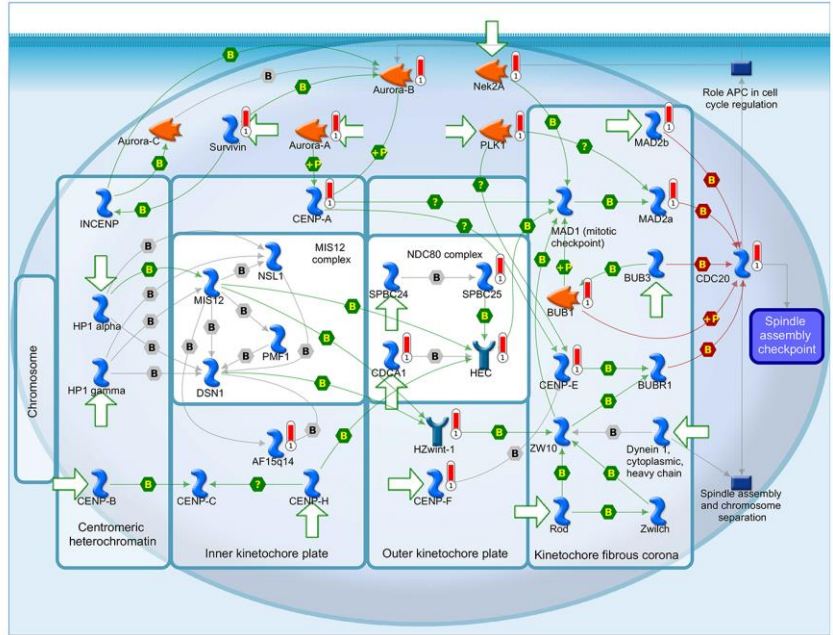 Aurora-B
Nek2A
Role APC in cell
cycle regulation
Aurora-C
Survivin
Aurora-A
PLK1
MAD2b
INCENP
CENP-A
MAD1 (mitotic
checkpoint)
MAD2a
MIS12
complex
NDC80 complex
NSL1
MIS12
SPBC24
SPBC25
BUB1
BUB3
CDC20
HP1 alpha
PMF1
Spindle
assembly
checkpoint
Chromosome
HP1 gamma
DSN1
CDCA1
HEC
CENP-E
BUBR1
AF15q14
HZwint-1
ZW10
Dynein 1,
cytoplasmic,
heavy chain
CENP-B
CENP-C
CENP-H
CENP-F
Spindle assembly
and chromosome
separation
Rod
Zwilch
Centromeric
heterochromatin
Inner kinetochore plate
Outer kinetochore plate
Kinetochore fibrous corona
B
B
B
B
B
+P
+P
?
?
?
B
B
B
B
+P
B
B
+P
B
B
B
B
?
1
1
1